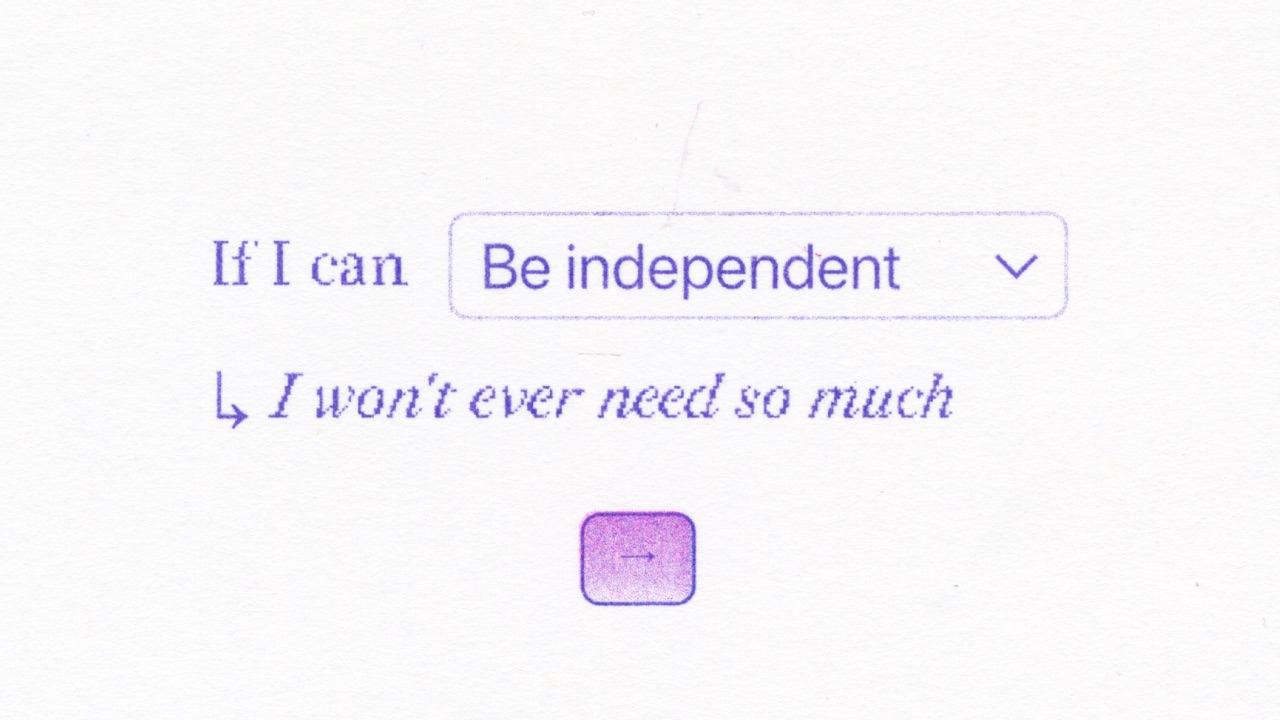 If I can Be independent
↳ I won't ever need so much
→